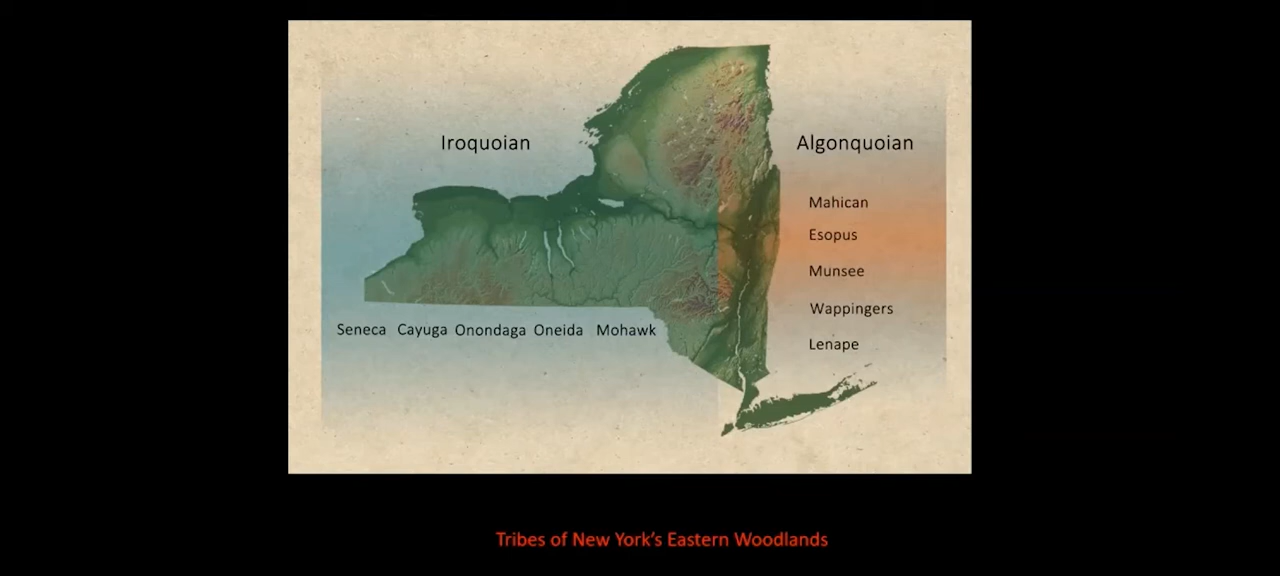 Iroquoian
Algonquoian
Mahican
Esopus
Munsee
Wappingers
Lenape
Seneca Cayuga Onondaga Oneida Mohawk
Tribes of New York's Eastern Woodlands